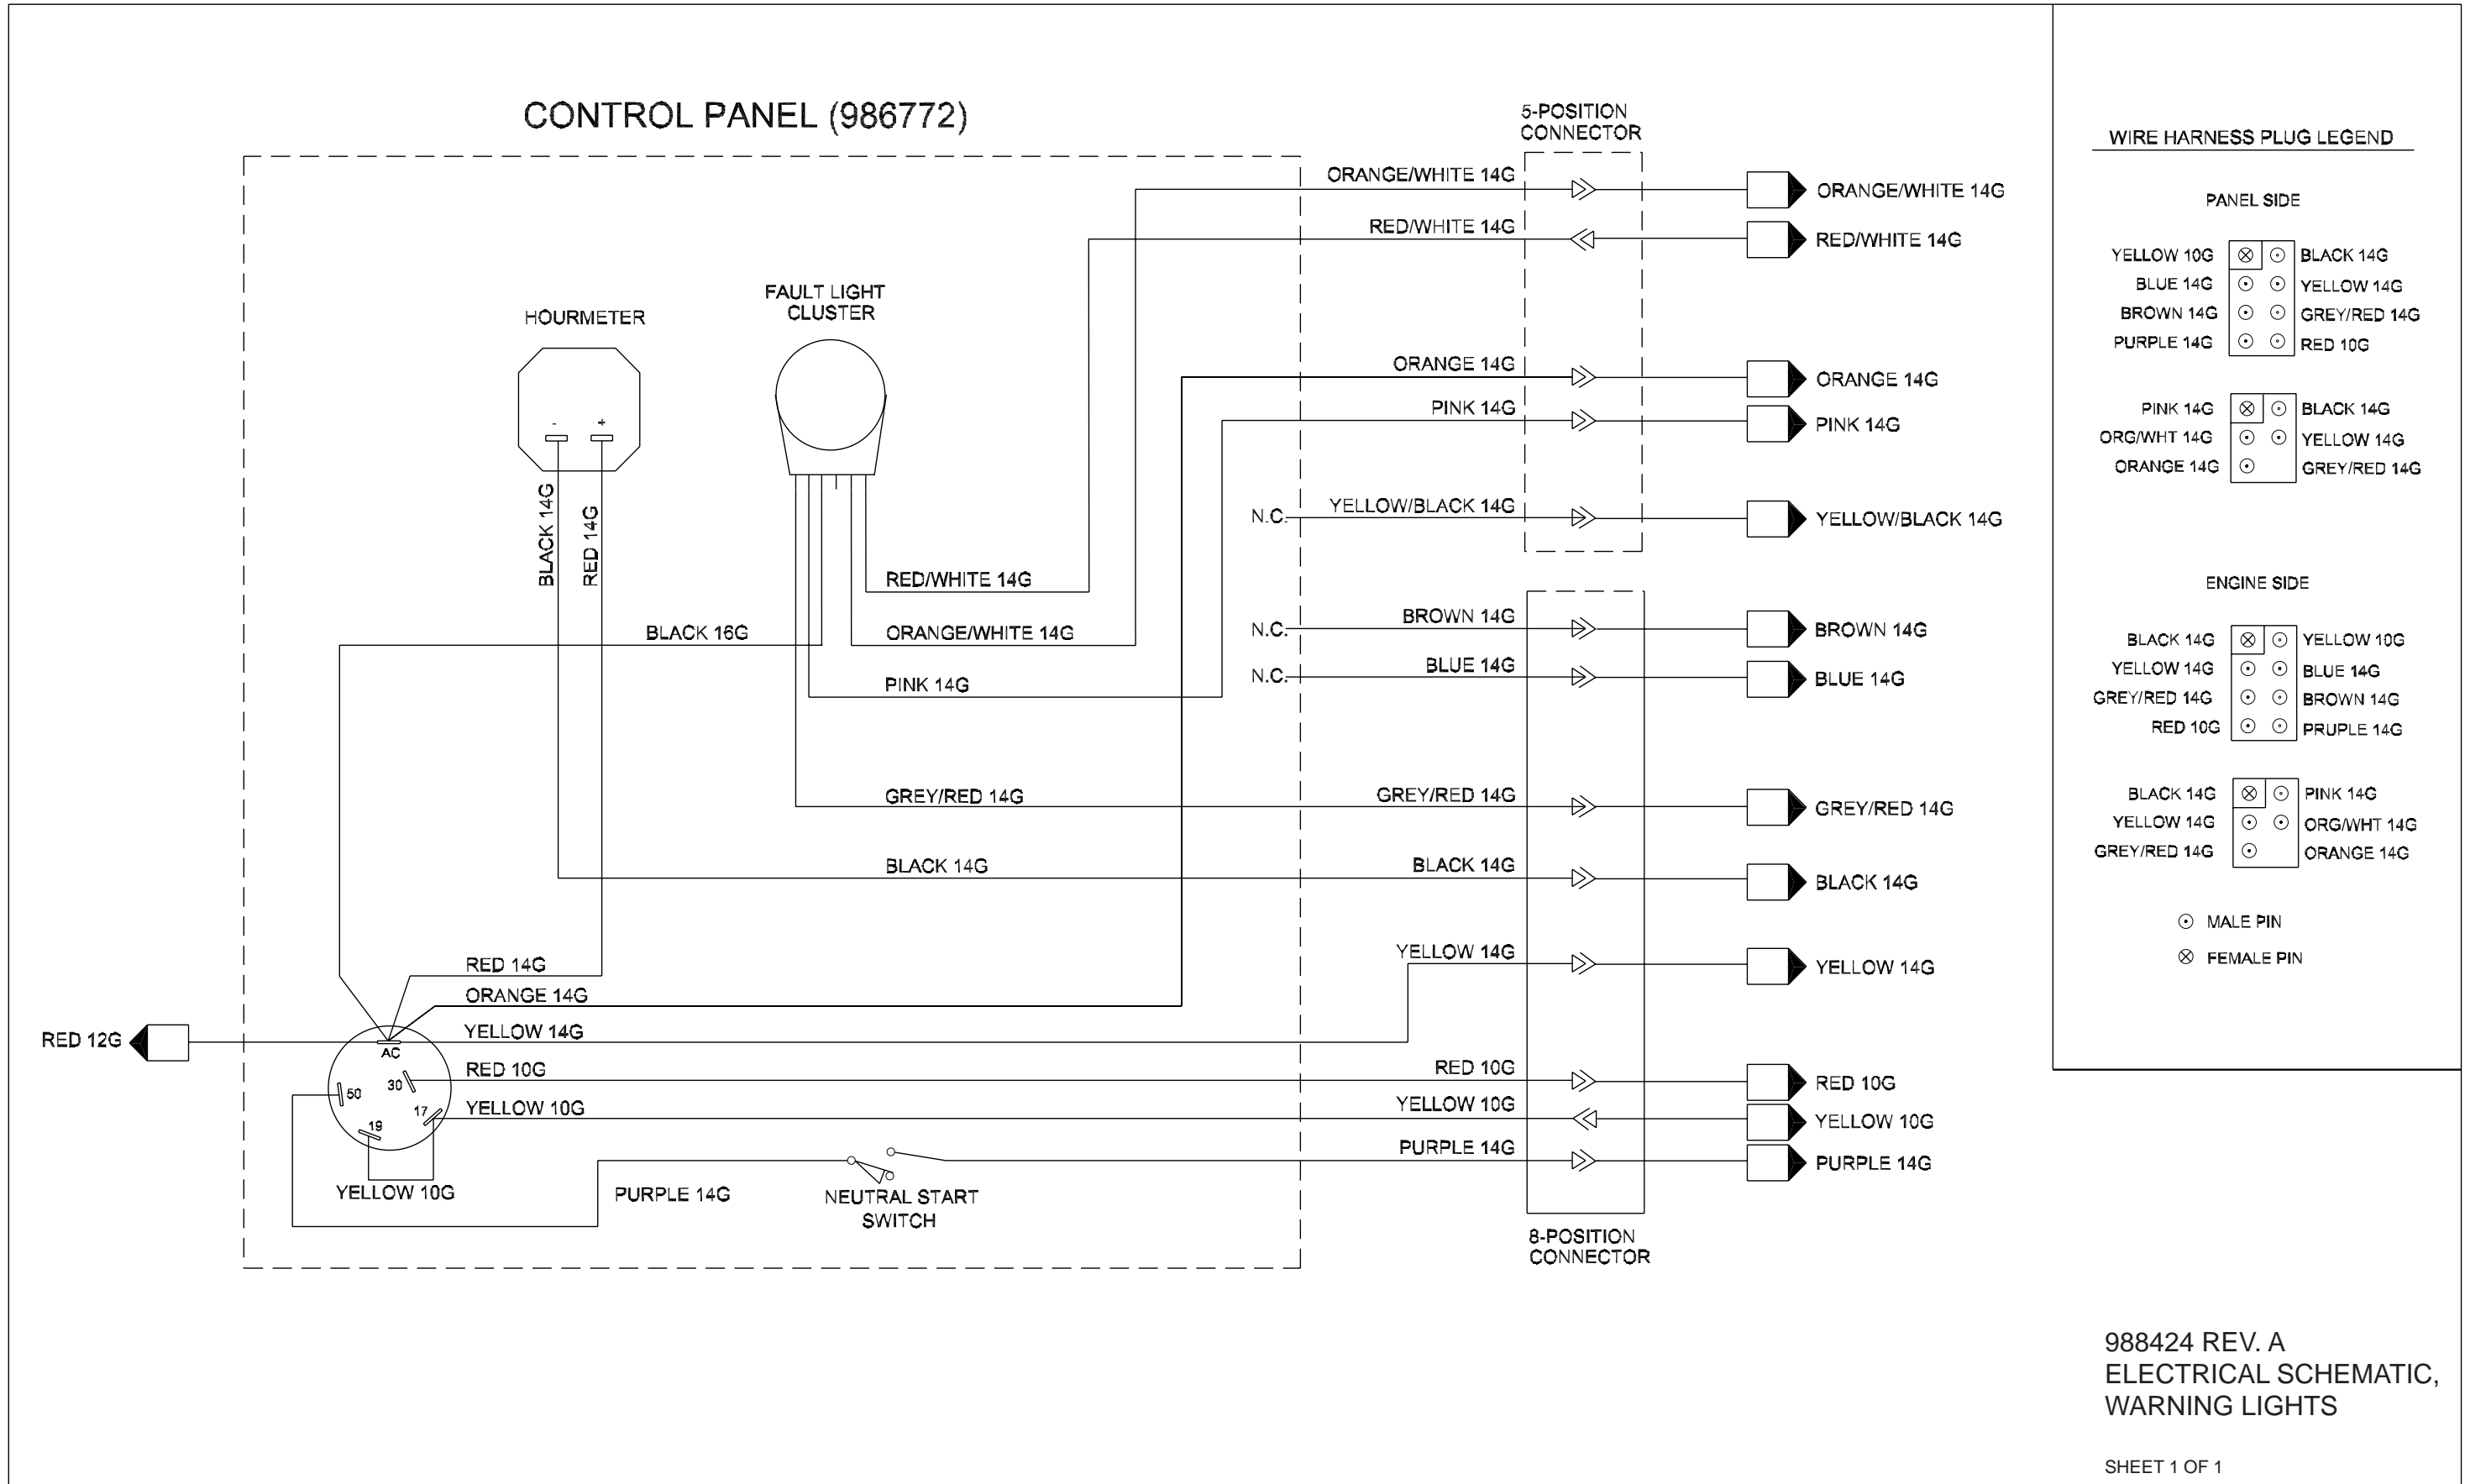 CONTROL PANEL (986772)
5-POSITION
CONNECTOR
ORANGE/WHITE 14G
ORANGE/WHITE 14G
RED/WHITE 14G
RED/WHITE 14G
FAULT LIGHT
CLUSTER
HOURMETER
- +
ORANGE 14G
ORANGE 14G
PINK 14G
PINK 14G
BLACK 14G
RED 14G
N.C.
YELLOW/BLACK 14G
YELLOW/BLACK 14G
RED/WHITE 14G
BLACK 16G
ORANGE/WHITE 14G
N.C.
BROWN 14G
BROWN 14G
PINK 14G
N.C.
BLUE 14G
BLUE 14G
GREY/RED 14G
GREY/RED 14G
GREY/RED 14G
BLACK 14G
BLACK 14G
BLACK 14G
YELLOW 14G
YELLOW 14G
RED 14G
ORANGE 14G
RED 12G
YELLOW 14G
AC
30
50
17
19
RED 10G
RED 10G
RED 10G
YELLOW 10G
YELLOW 10G
YELLOW 10G
PURPLE 14G
PURPLE 14G
YELLOW 10G
PURPLE 14G
NEUTRAL START
SWITCH
8-POSITION
CONNECTOR
WIRE HARNESS PLUG LEGEND
PANEL SIDE
YELLOW 10G BLACK 14G
BLUE 14G YELLOW 14G
BROWN 14G GREY/RED 14G
PURPLE 14G RED 10G
PINK 14G BLACK 14G
ORG/WHT 14G YELLOW 14G
ORANGE 14G GREY/RED 14G
ENGINE SIDE
BLACK 14G YELLOW 10G
YELLOW 14G BLUE 14G
GREY/RED 14G BROWN 14G
RED 10G PRUPLE 14G
BLACK 14G PINK 14G
YELLOW 14G ORG/WHT 14G
GREY/RED 14G ORANGE 14G
MALE PIN
FEMALE PIN
988424 REV. A
ELECTRICAL SCHEMATIC,
WARNING LIGHTS
SHEET 1 OF 1